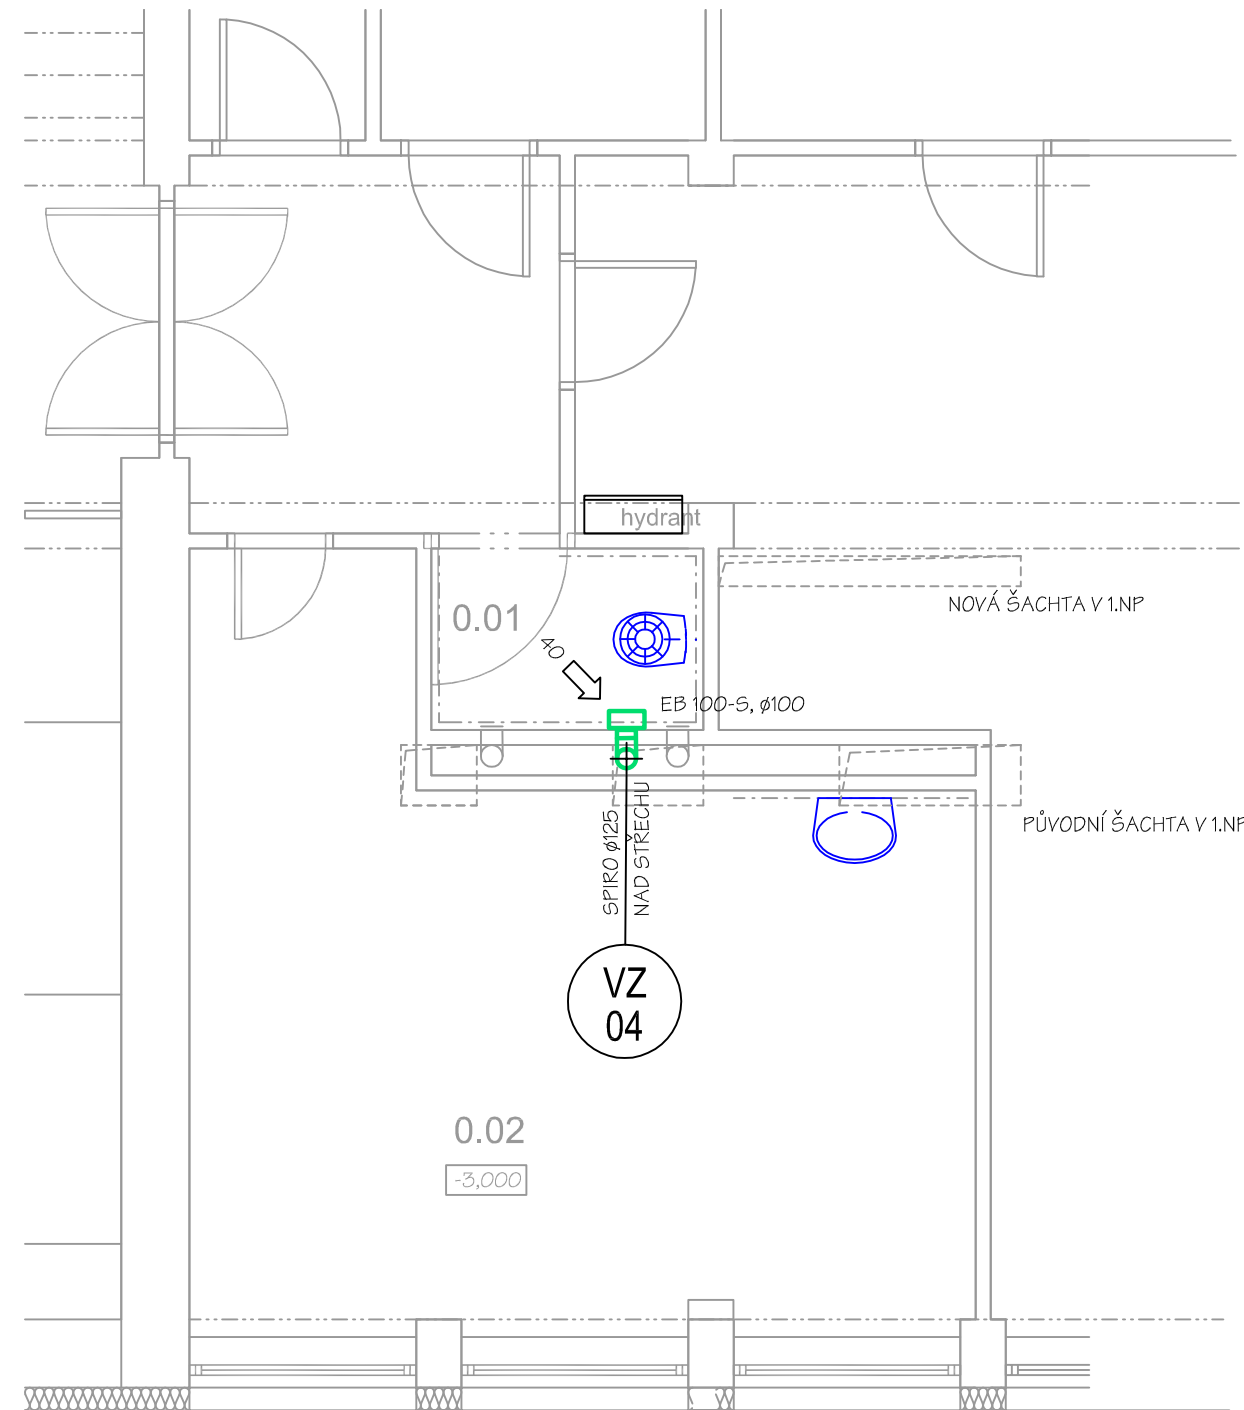 hydrant
NOVÁ ŠACHTA V 1.NP
0.01
40
EB 100-S, ø100
SPIRO ø125
NAD STŘECHU
PŮVODNÍ ŠACHTA V 1.NP
VZ
04
0.02
-3,000